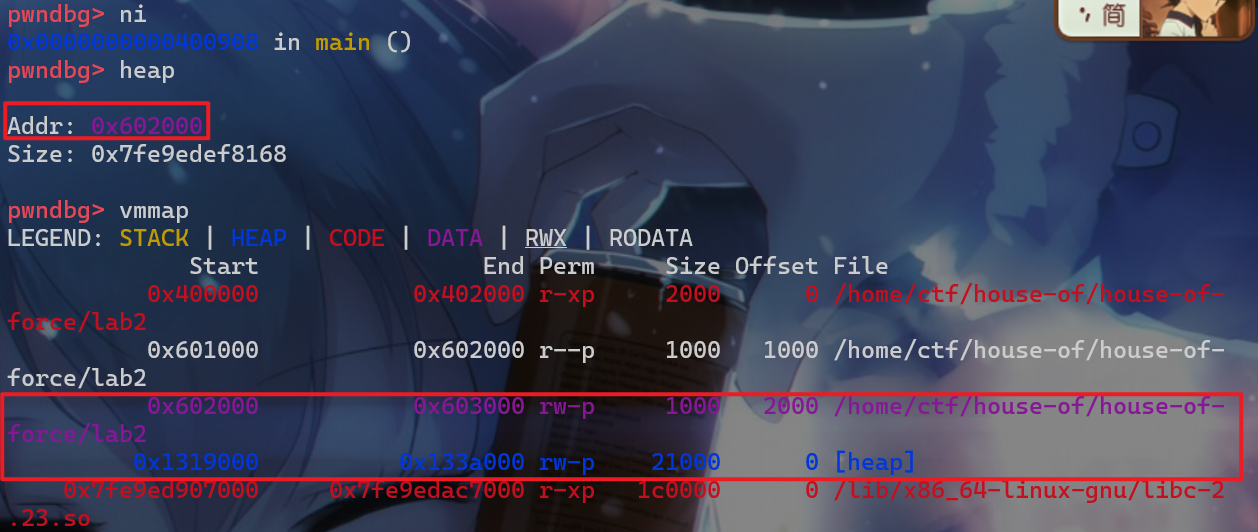 pwndbg> ni
简
0x0000000000400908 in main ()
pwndbg> heap
Addr: 0x602000
Size: 0x7fe9edef8168
pwndbg> vmmap
LEGEND: STACK | HEAP | CODE | DATA | RWX | RODATA
Start End Perm Size Offset File
0x400000 0x402000 r-xp 2000 0 /home/ctf/house-of/house-of-
force/lab2
0x601000 0x602000 r--p 1000 1000 /home/ctf/house-of/house-of-
force/lab2
0x602000 0x603000 rw-p 1000 2000 /home/ctf/house-of/house-of-
force/lab2
0x1319000 0x133a000 rw-p 21000 0 [heap]
0x7fe9ed907000 0x7fe9edac7000 r-xp 1c0000 0 /lib/x86_64-linux-gnu/libc-2
.23.so